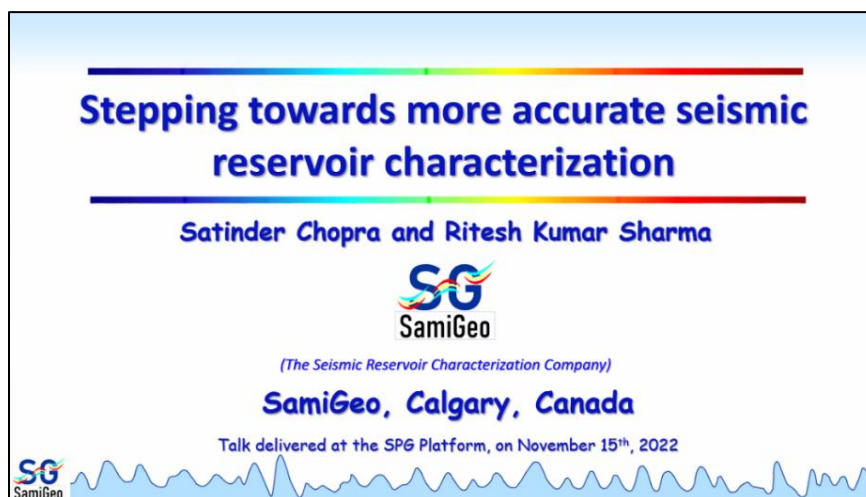 Stepping towards more accurate seismic
reservoir characterization
Satinder Chopra and Ritesh Kumar Sharma
SG
SamiGeo
(The Seismic Reservoir Characterization Company)
SamiGeo, Calgary, Canada
Talk delivered at the SPG Platform, on November 15th, 2022
SG
SamiGeo